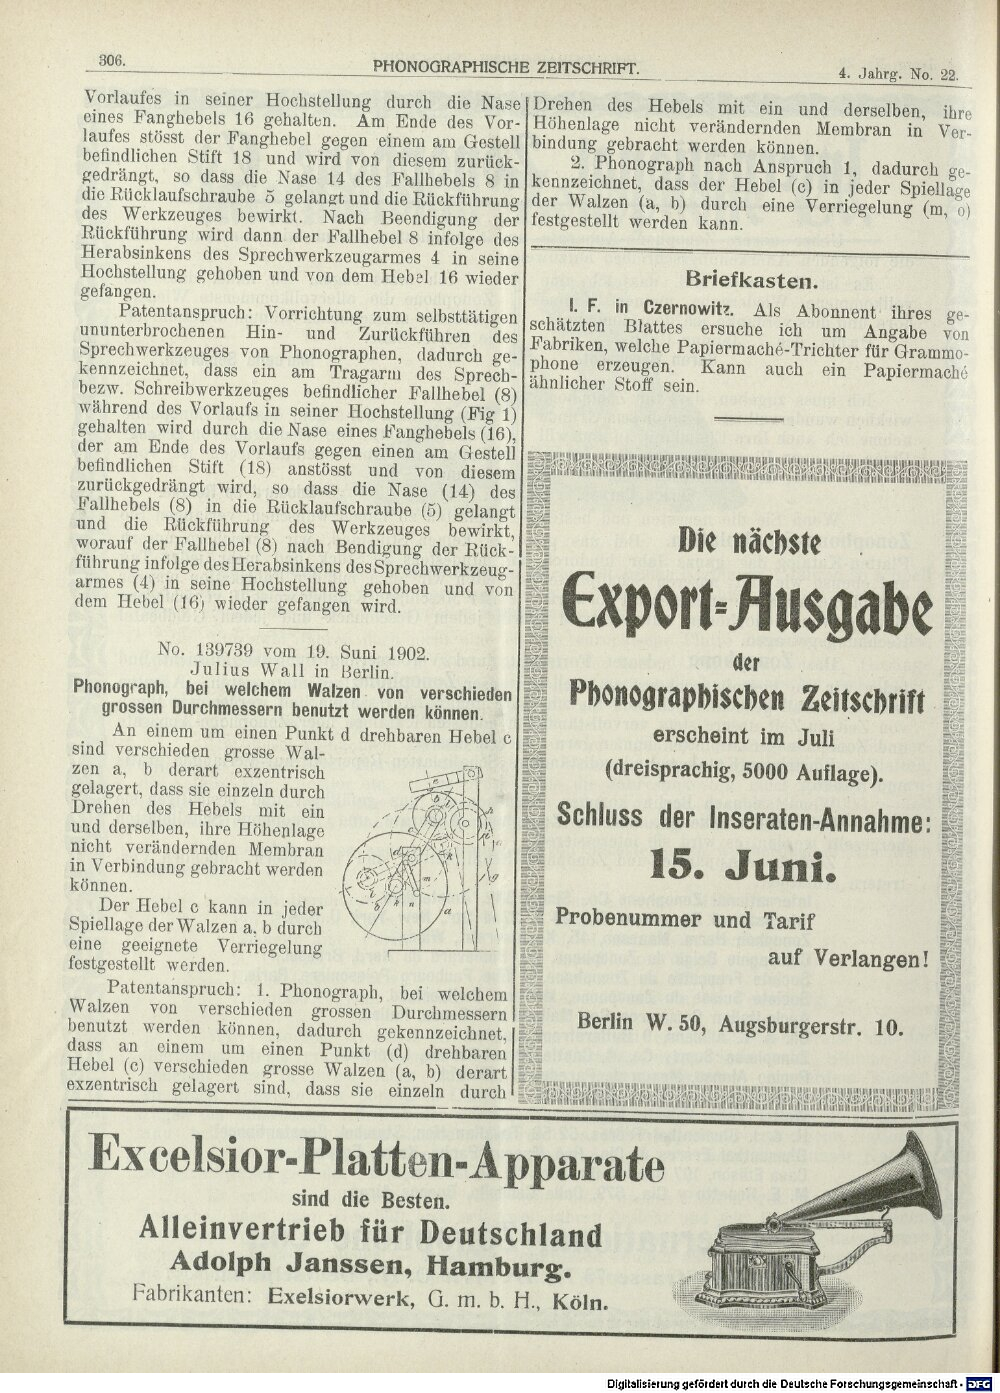 306.
PHONOGRAPHISCHE ZEITSCHRIFT.
4. Jahrg. No. 22.
Vorlaufes in seiner Hochstellung durch die Nase
eines Fanghebels 16 gehalten. Am Ende des Vor-
laufes stösst der Fanghebel gegen einem am Gestell
befindlichen Stift 18 und wird von diesem zurück-
gedrängt, so dass die Nase 14 des Fallhebels 8 in
die Rücklaufschraube 5 gelangt und die Rückführung
des Werkzeuges bewirkt. Nach Beendigung der
Rückführung wird dann der Fallhebel 8 infolge des
Herabsinkens des Sprechwerkzeugarmes 4 in seine
Hochstellung gehoben und von dem Hebel 16 wieder
gefangen.
Patentanspruch: Vorrichtung zum selbsttätigen
ununterbrochenen Hin- und Zurückführen des
Sprechwerkzeuges von Phonographen, dadurch ge-
kennzeichnet, dass ein am Tragarm des Sprech-
bezw. Schreibwerkzeuges befindlicher Fallhebel (8)
während des Vorlaufs in seiner Hochstellung (Fig 1)
gehalten wird durch die Nase eines Fanghebels (16),
der am Ende des Vorlaufs gegen einen am Gestell
befindlichen Stift (18) anstösst und von diesem
zurückgedrängt wird, so dass die Nase (14) des
Fallhebels (8) in die Rücklaufschraube (5) gelangt
und die Rückführung des Werkzeuges bewirkt,
worauf der Fallhebel (8) nach Bendigung der Rück-
führung infolge des Herabsinkens des Sprechwerkzeug-
armes (4) in seine Hochstellung gehoben und von
dem Hebel (16) wieder gefangen wird.
No. 139739 vom 19. Suni 1902.
Julius Wall in Berlin.
Phonograph, bei welchem Walzen von verschieden
grossen Durchmessern benutzt werden können.
An einem um einen Punkt d drehbaren Hebel c
sind verschieden grosse Wal-
zen a, b derart exzentrisch
gelagert, dass sie einzeln durch
Drehen des Hebels mit ein
und derselben, ihre Höhenlage
nicht verändernden Membran
in Verbindung gebracht werden
können.
Der Hebel c kann in jeder
Spiellage der Walzen a, b durch
eine geeignete Verriegelung
festgestellt werden.
Patentanspruch: 1. Phonograph, bei welchem
Walzen von verschieden grossen Durchmessern
benutzt werden können, dadurch gekennzeichnet,
dass an einem um einen Punkt (d) drehbaren
Hebel (c) verschieden grosse Walzen (a, b) derart
exzentrisch gelagert sind, dass sie einzeln durch
Drehen des Hebels mit ein und derselben, ihre
Höhenlage nicht verändernden Membran in Ver-
bindung gebracht werden können.
2. Phonograph nach Anspruch 1, dadurch ge-
kennzeichnet, dass der Hebel (c) in jeder Spiellage
der Walzen (a, b) durch eine Verriegelung (m, o)
festgestellt werden kann.
Briefkasten.
I. F. in Czernowitz. Als Abonnent ihres ge-
schätzten Blattes ersuche ich um Angabe von
Fabriken, welche Papiermaché-Trichter für Grammo-
phone erzeugen. Kann auch ein Papiermaché
ähnlicher Stoff sein.
Die nächste
Export-Ausgabe
der
Phonographischen Zeitschrift
erscheint im Juli
(dreisprachig, 5000 Auflage).
Schluss der Inseraten-Annahme:
15. Juni.
Probenummer und Tarif
auf Verlangen!
Berlin W. 50, Augsburgerstr. 10.
Excelsior-Platten-Apparate
sind die Besten.
Alleinvertrieb für Deutschland
Adolph Janssen, Hamburg.
Fabrikanten: Exelsiorwerk, G. m. b. H., Köln.
Digitalisierung gefördert durch die Deutsche Forschungsgemeinschaft - DFG